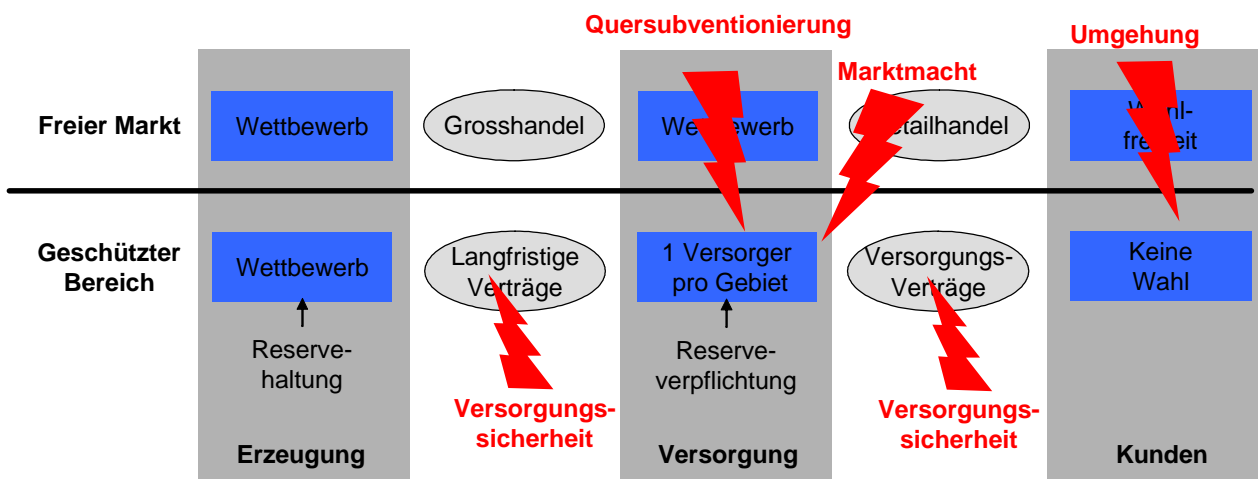 Quersubventionierung
Umgehung
Marktmacht
Freier Markt
Wettbewerb
Grosshandel
Wettbewerb
Detailhandel
Wahl-
freiheit
Geschützter
Bereich
Wettbewerb
Langfristige
Verträge
1 Versorger
pro Gebiet
Versorgungs-
Verträge
Keine
Wahl
Reserve-
haltung
Reserve-
verpflichtung
Versorgungs-
sicherheit
Versorgungs-
sicherheit
Erzeugung
Versorgung
Kunden